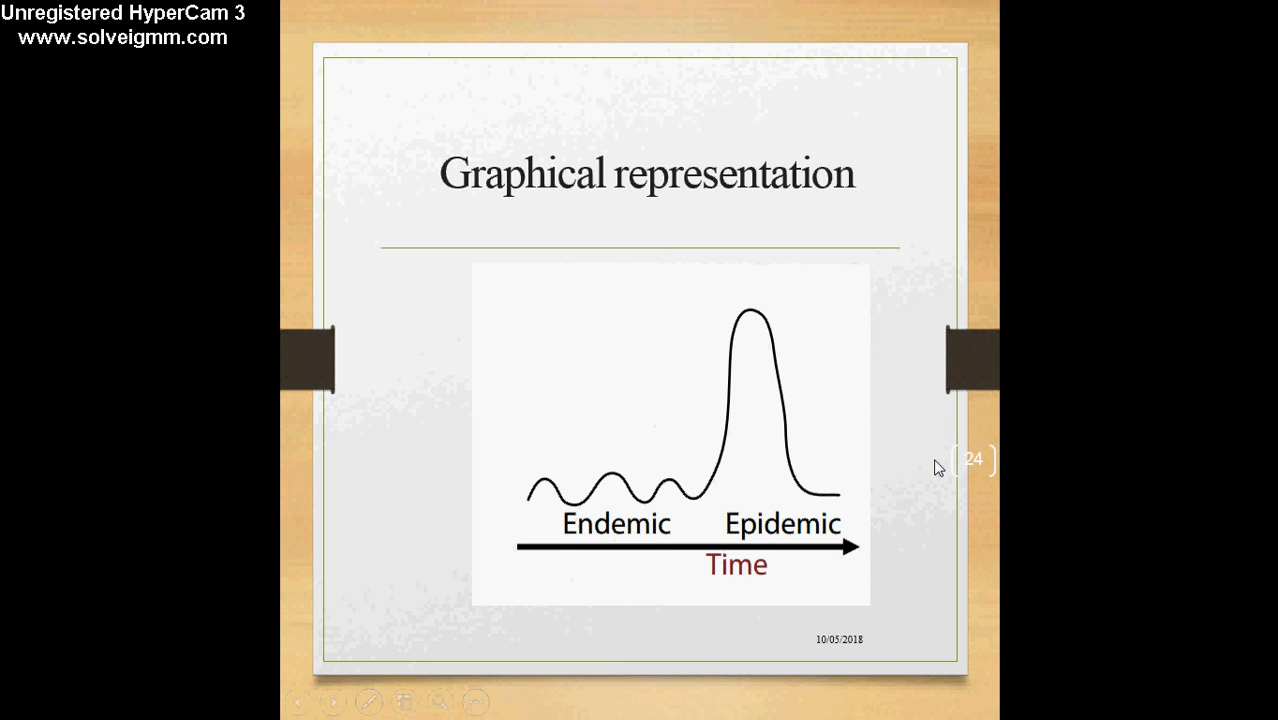 Unregistered HyperCam 3
www.solveigmm.com
Graphical representation
24
Endemic Epidemic
Time
10/05/2018